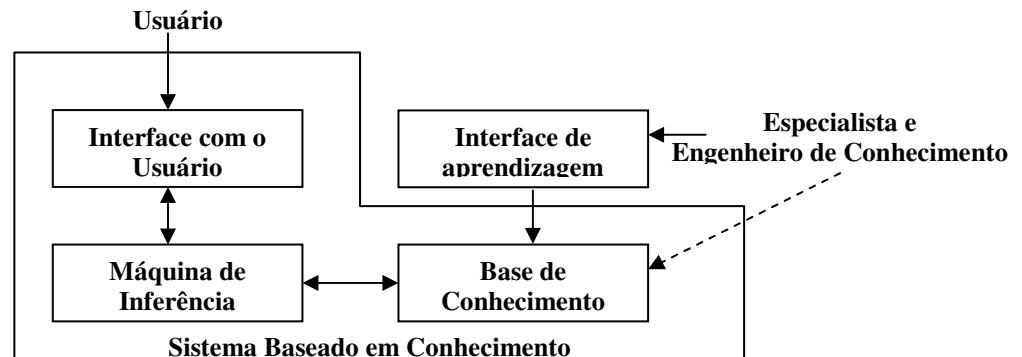 Usuário
Interface com o
Usuário
Interface de
aprendizagem
Especialista e
Engenheiro de Conhecimento
Máquina de
Inferência
Base de
Conhecimento
Sistema Baseado em Conhecimento